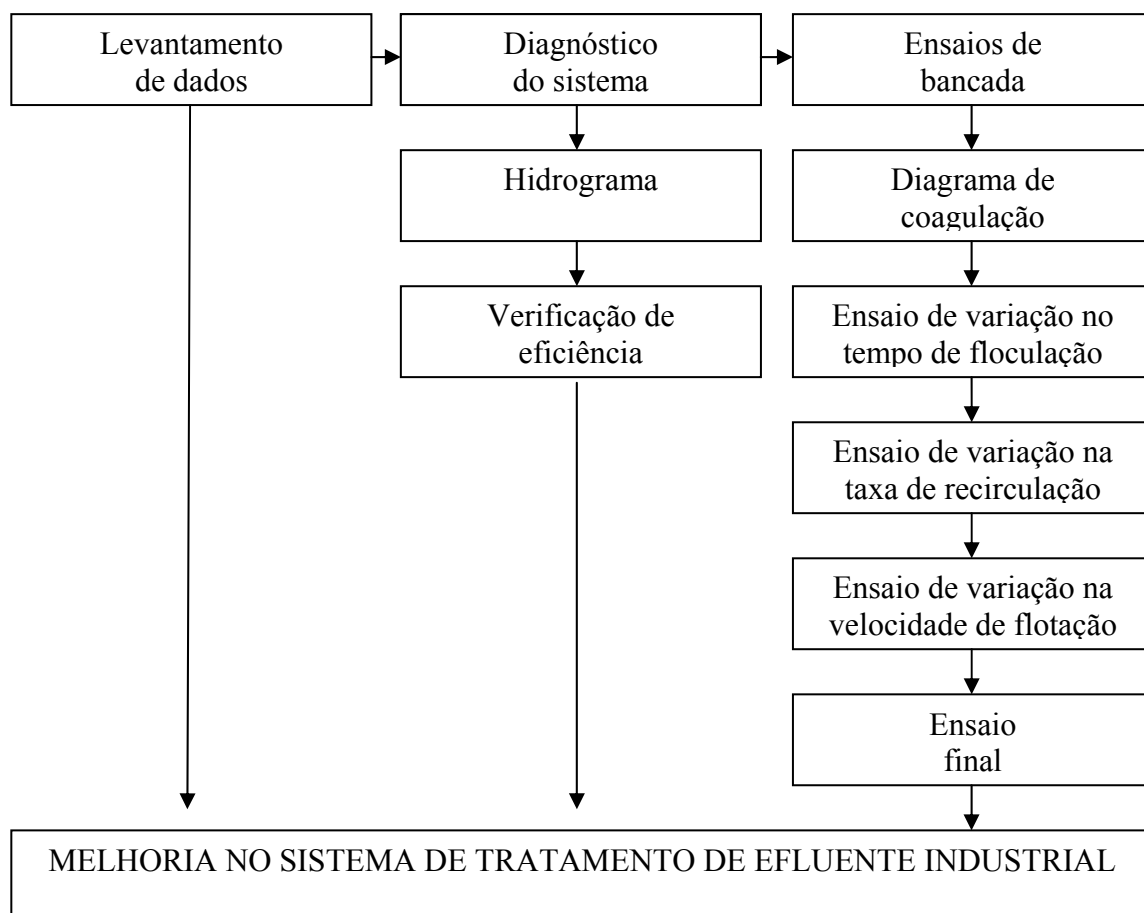 Levantamento
de dados
Diagnóstico
do sistema
Ensaios de
bancada
Hidrograma
Diagrama de
coagulação
Verificação de
eficiência
Ensaio de variação no
tempo de floculação
Ensaio de variação na
taxa de recirculação
Ensaio de variação na
velocidade de flotação
Ensaio
final
MELHORIA NO SISTEMA DE TRATAMENTO DE EFLUENTE INDUSTRIAL